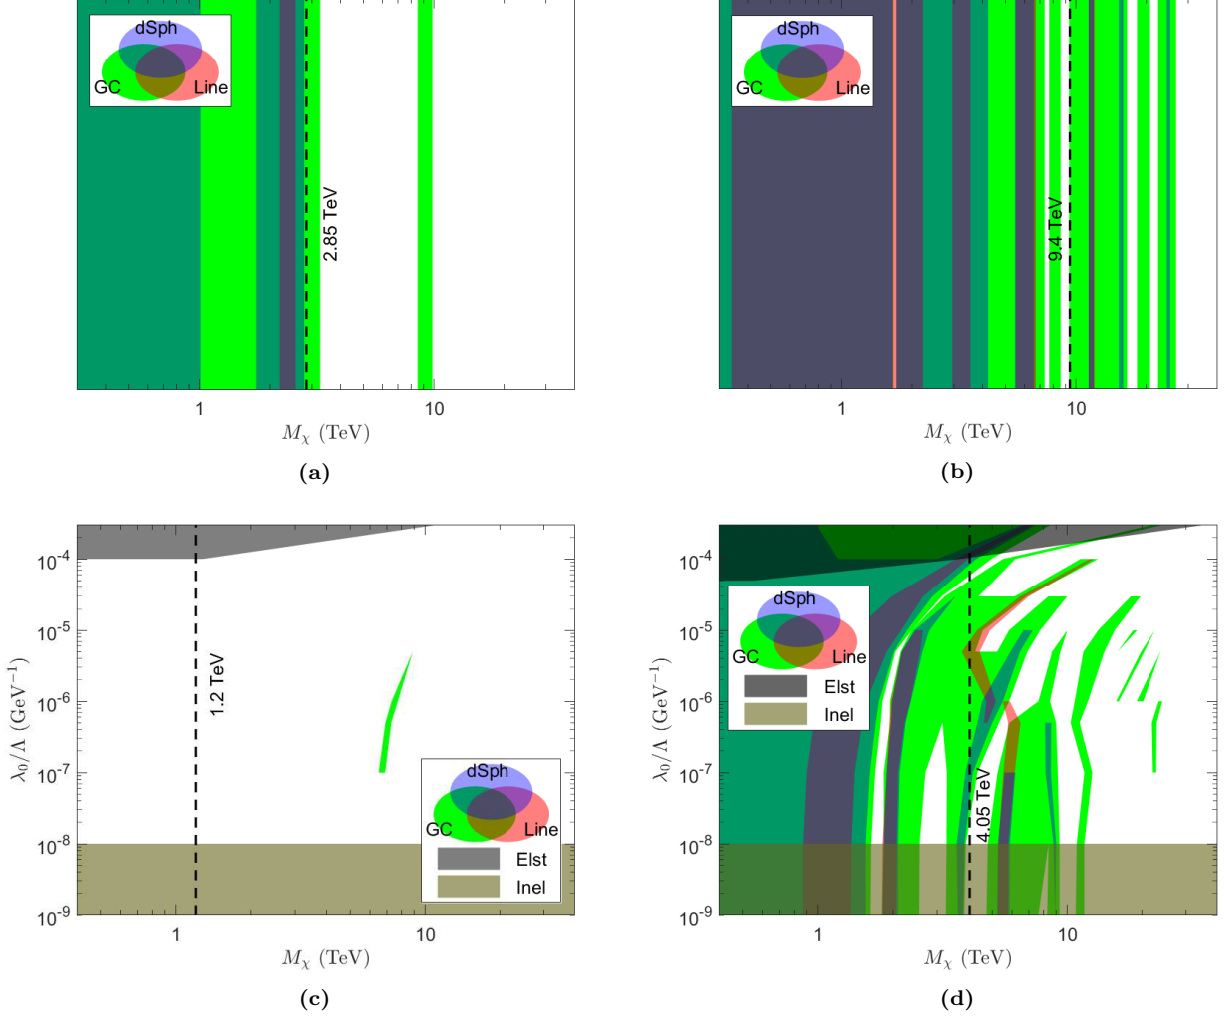 dSph
GC
Line
2.85 TeV
1
10
M_χ (TeV)
(a)
dSph
GC
Line
9.4 TeV
1
10
M_χ (TeV)
(b)
10^-4
10^-5
10^-6
10^-7
10^-8
10^-9
λ_0/Λ (GeV^-1)
1.2 TeV
dSph
GC
Line
Elst
Inel
1
10
M_χ (TeV)
(c)
10^-4
10^-5
10^-6
10^-7
10^-8
10^-9
λ_0/Λ (GeV^-1)
dSph
GC
Line
Elst
Inel
4.05 TeV
1
10
M_χ (TeV)
(d)